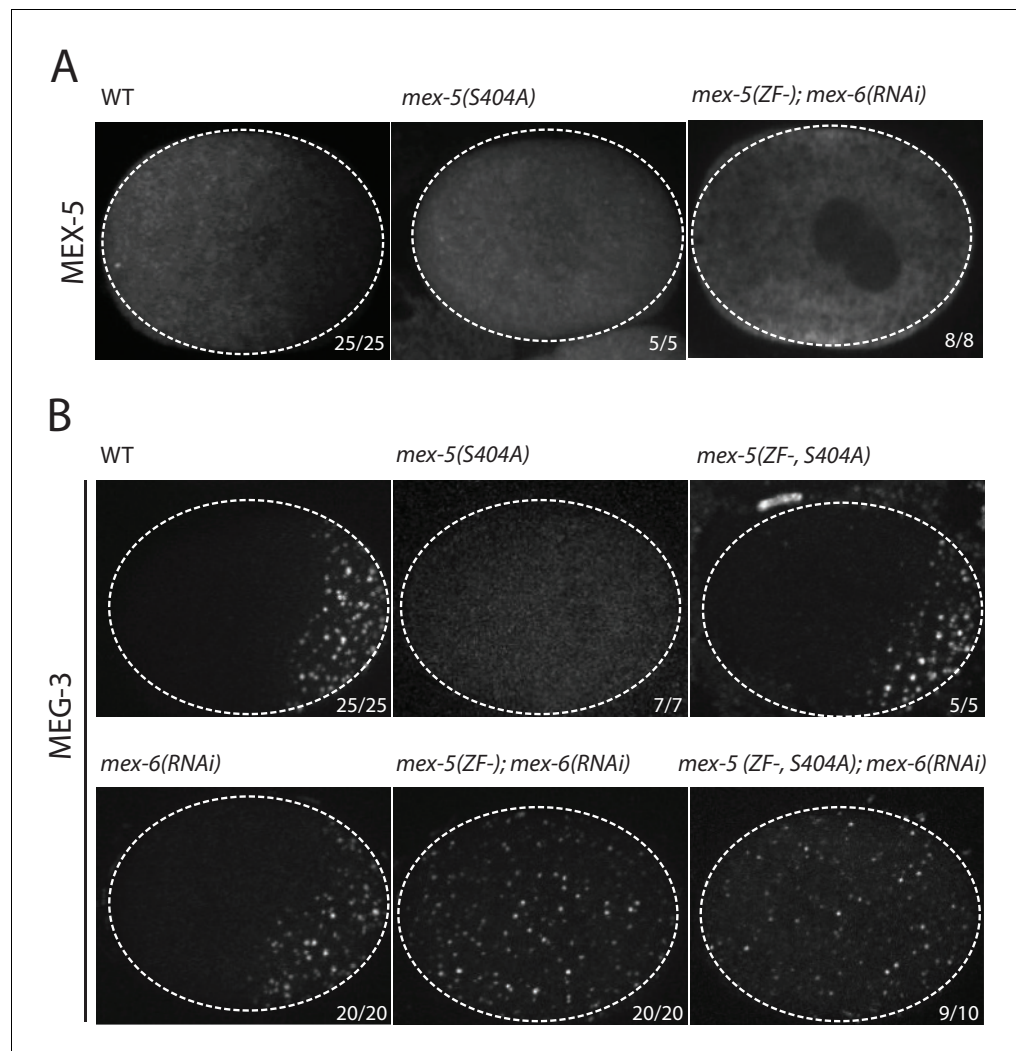 A
WT
mex-5(S404A)
mex-5(ZF-); mex-6(RNAi)
MEX-5
25/25
5/5
8/8
B
WT
mex-5(S404A)
mex-5(ZF-, S404A)
MEG-3
25/25
7/7
5/5
mex-6(RNAi)
mex-5(ZF-); mex-6(RNAi)
mex-5 (ZF-, S404A); mex-6(RNAi)
20/20
20/20
9/10